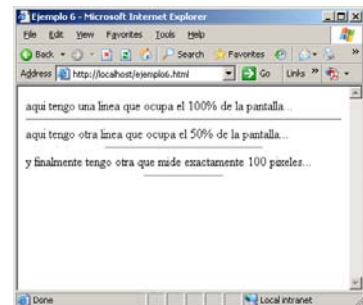 Ejemplo 6 - Microsoft Internet Explorer
File Edit View Favorites Tools Help
Back Search Favorites
Address http://localhost/ejemplo6.html Go Links
aqui tengo una linea que ocupa el 100% de la pantalla...
aqui tengo otra linea que ocupa el 50% de la pantalla...
y finalmente tengo otra que mide exactamente 100 pixeles...
Done Local intranet